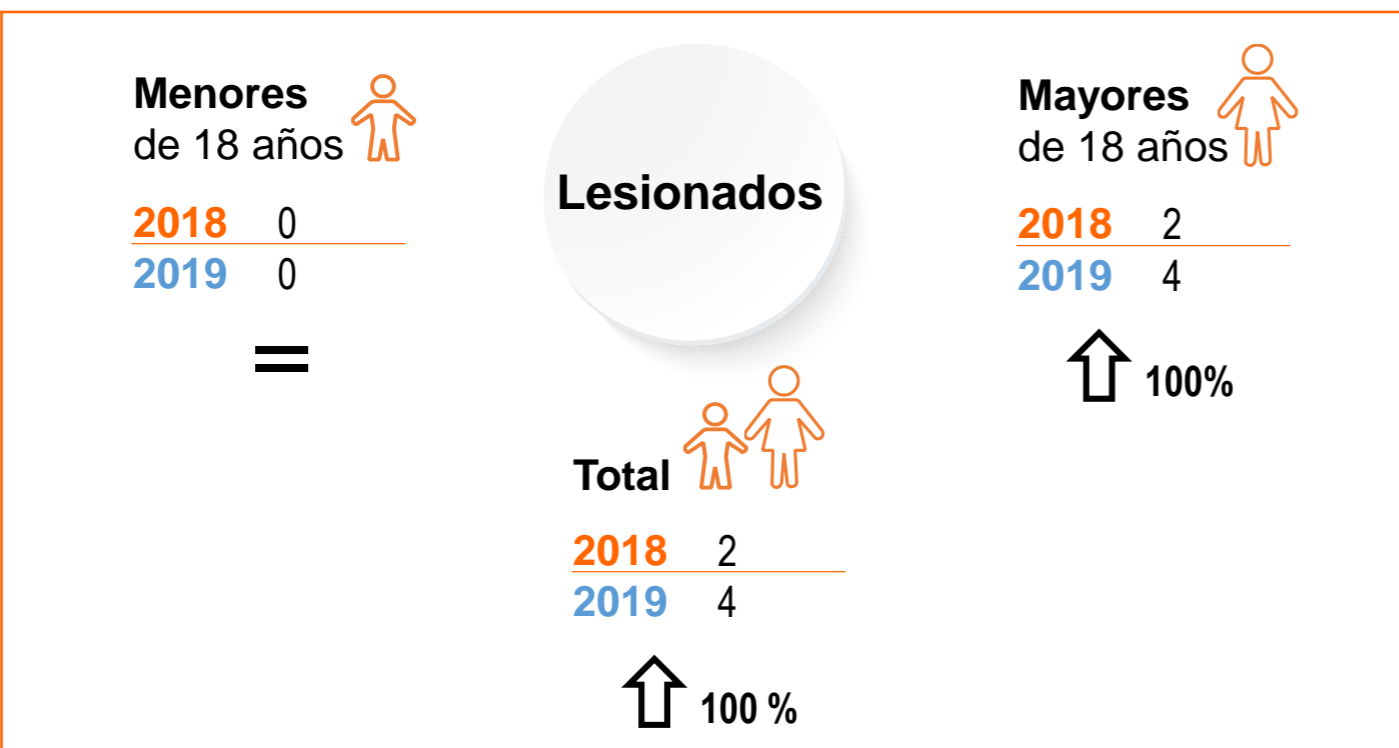 Menores
de 18 años
2018 0
2019 0
=
Lesionados
Mayores
de 18 años
2018 2
2019 4
100%
Total
2018 2
2019 4
100 %